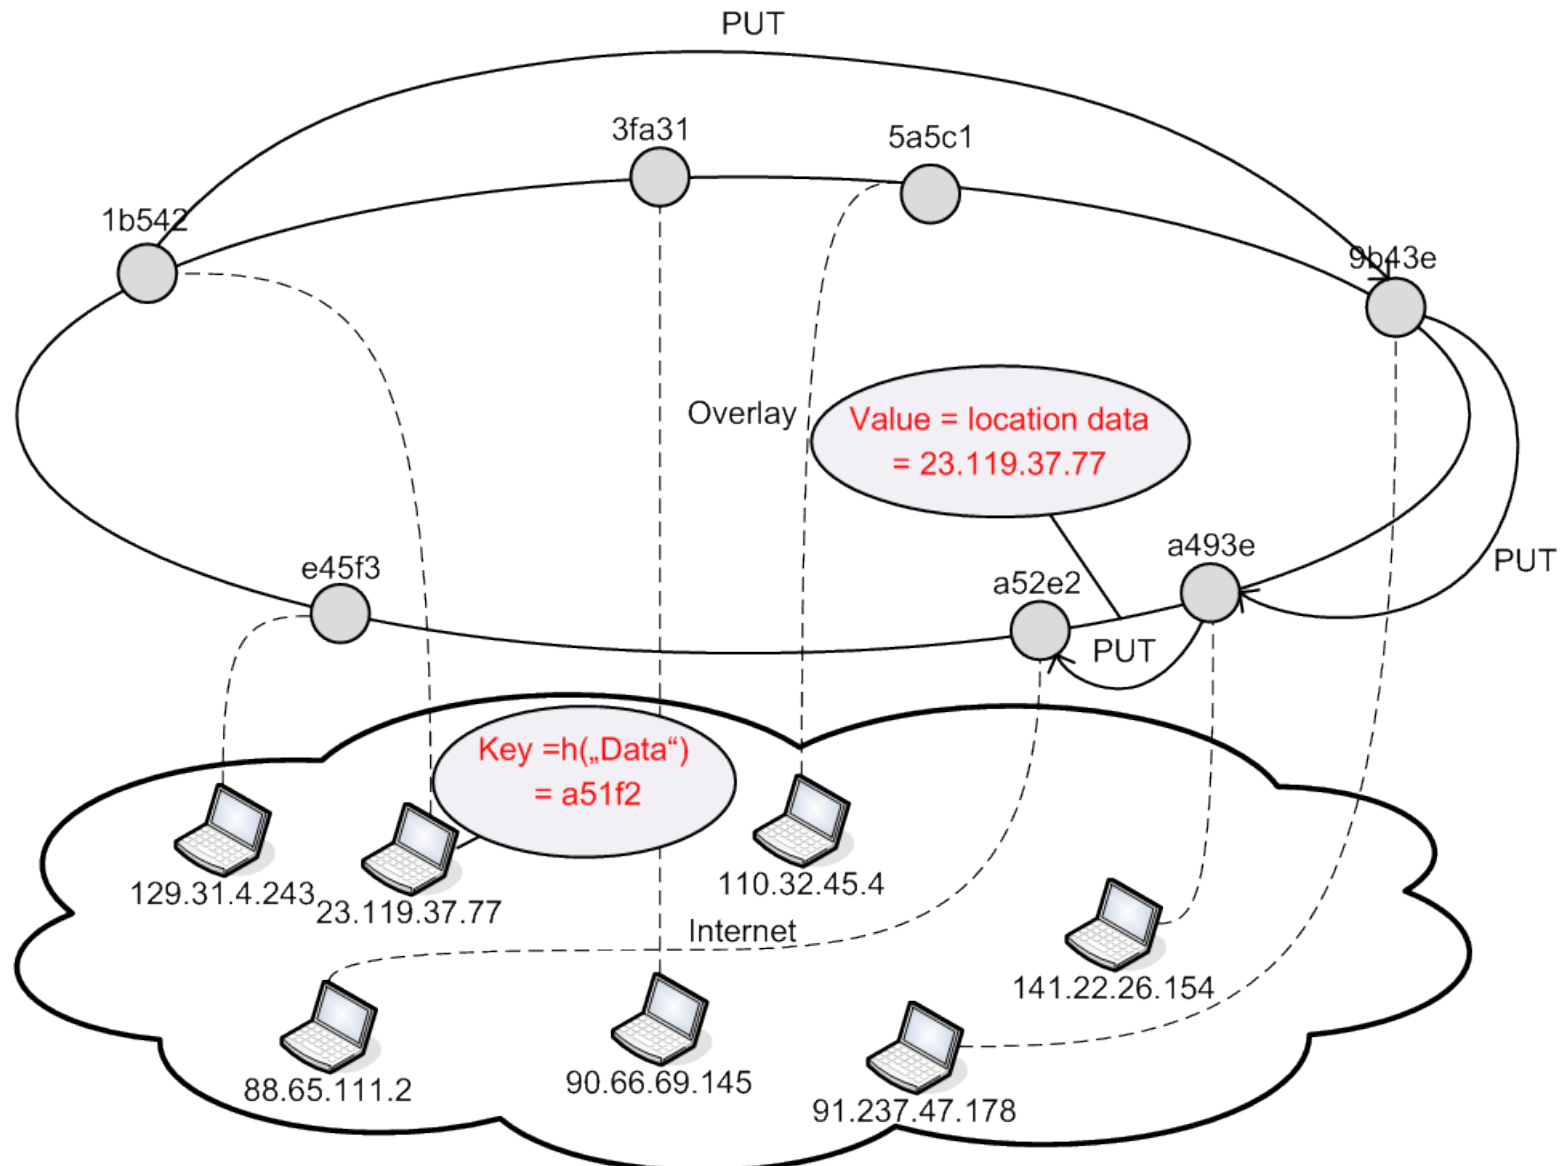 PUT
3fa31
5a5c1
1b542
9b43e
Overlay
Value = location data
= 23.119.37.77
a493e
PUT
e45f3
a52e2
PUT
Key =h(„Data“)
= a51f2
129.31.4.243
23.119.37.77
110.32.45.4
Internet
141.22.26.154
88.65.111.2
90.66.69.145
91.237.47.178